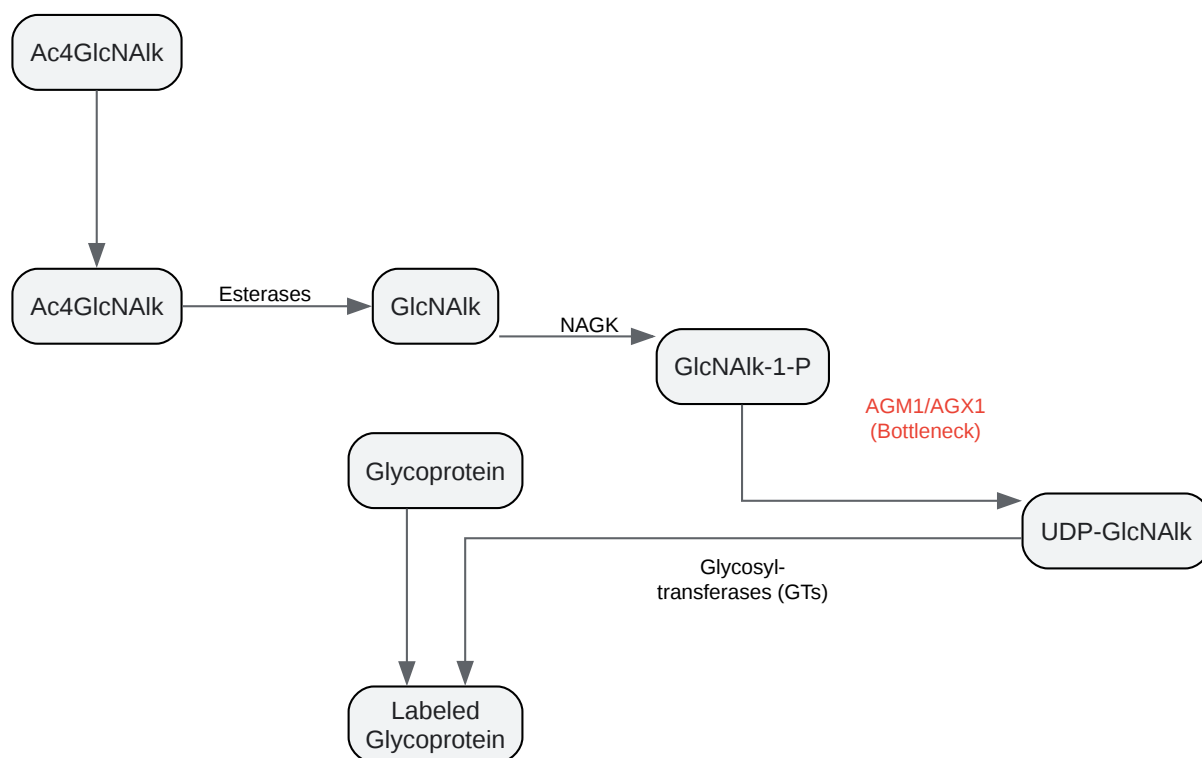 Ac4GlcNAlk
Ac4GlcNAlk
Esterases
GlcNAlk
NAGK
GlcNAlk-1-P
AGM1/AGX1
(Bottleneck)
Glycoprotein
UDP-GlcNAlk
Glycosyl-
transferases (GTs)
Labeled
Glycoprotein